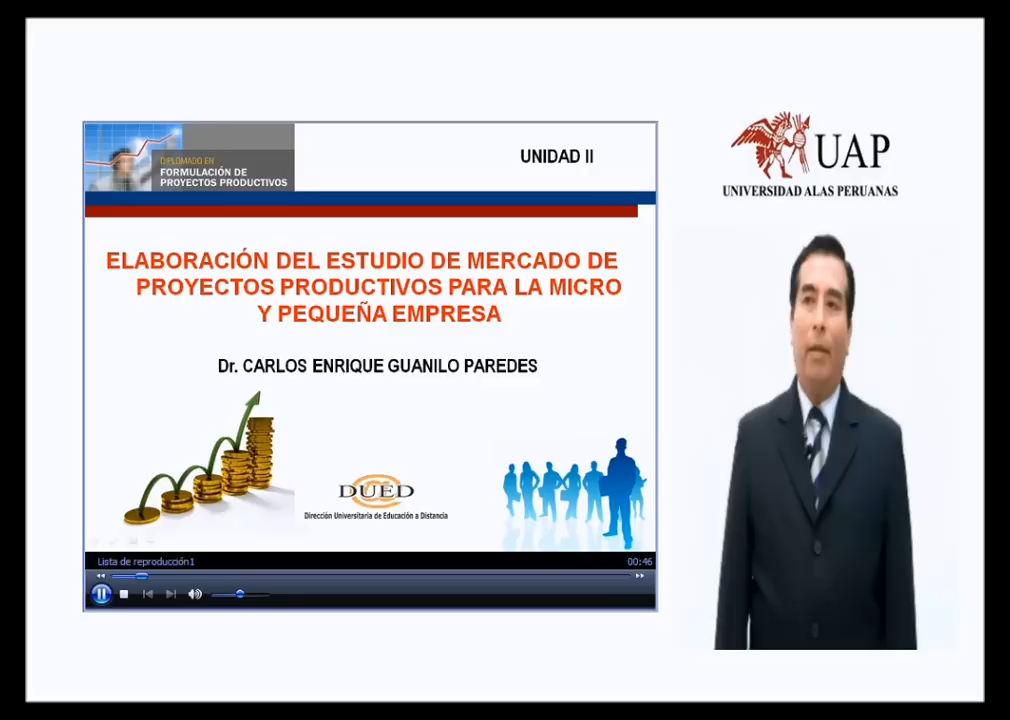 DIPLOMADO EN
FORMULACIÓN DE
PROYECTOS PRODUCTIVOS
UNIDAD II
ELABORACIÓN DEL ESTUDIO DE MERCADO DE
PROYECTOS PRODUCTIVOS PARA LA MICRO
Y PEQUEÑA EMPRESA
Dr. CARLOS ENRIQUE GUANILO PAREDES
DUED
Dirección Universitaria de Educación a Distancia
Lista de reproducción1
00:46
UAP
UNIVERSIDAD ALAS PERUANAS